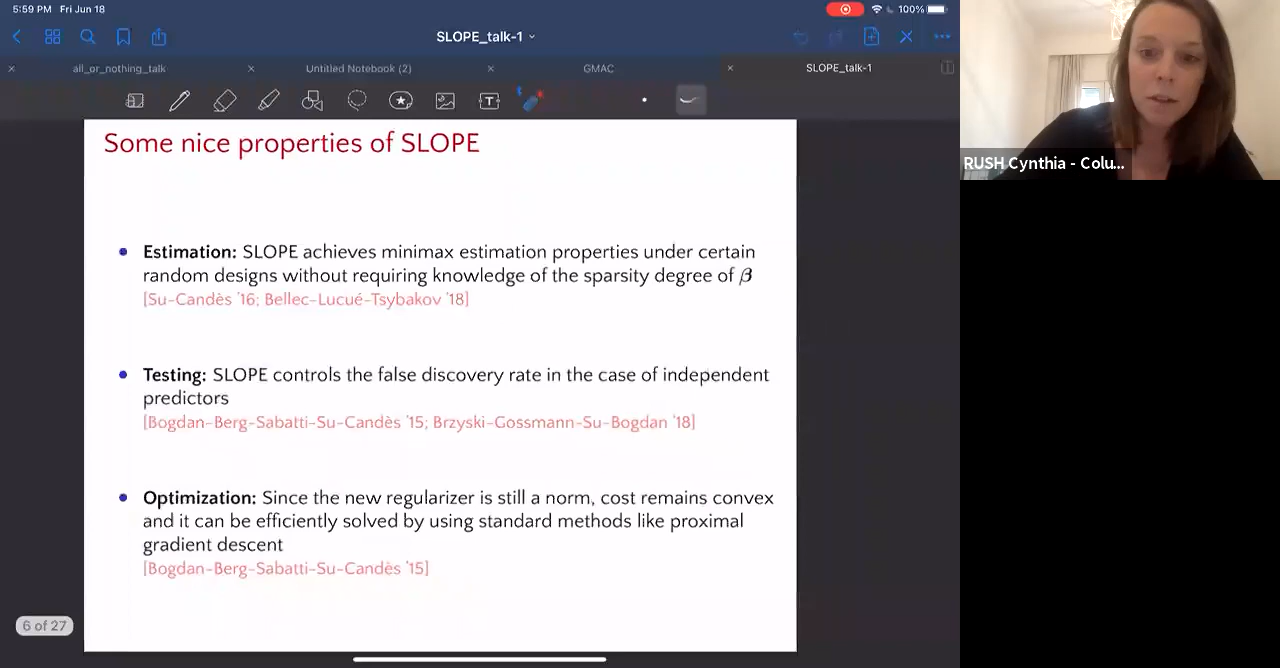 5:59 PM Fri Jun 18
100%
SLOPE_talk-1
all_or_nothing_talk
Untitled Notebook (2)
GMAC
SLOPE_talk-1
Some nice properties of SLOPE
Estimation: SLOPE achieves minimax estimation properties under certain
random designs without requiring knowledge of the sparsity degree of β
[Su-Candès '16; Bellec-Lucué-Tsybakov '18]
Testing: SLOPE controls the false discovery rate in the case of independent
predictors
[Bogdan-Berg-Sabatti-Su-Candès '15; Brzyski-Gossmann-Su-Bogdan '18]
Optimization: Since the new regularizer is still a norm, cost remains convex
and it can be efficiently solved by using standard methods like proximal
gradient descent
[Bogdan-Berg-Sabatti-Su-Candès '15]
6 of 27
RUSH Cynthia - Colu...